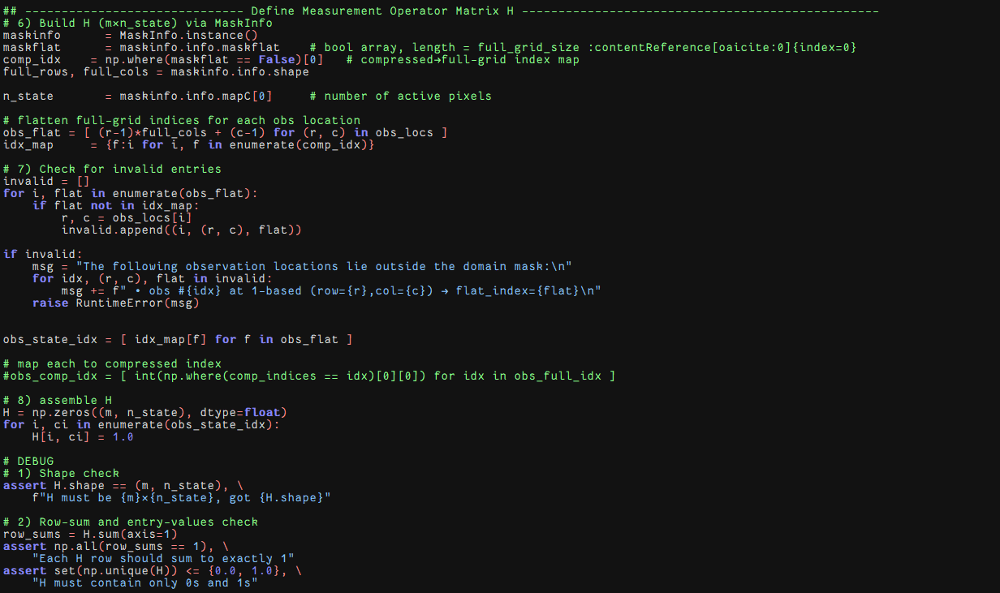 ## ------------------------------ Define Measurement Operator Matrix H -------------------------------------------------
# 6) Build H (m×n_state) via MaskInfo
maskinfo      = MaskInfo.instance()
maskflat      = maskinfo.info.maskflat    # bool array, length = full_grid_size :contentReference[oaicite:0]{index=0}
comp_idx    = np.where(maskflat == False)[0]   # compressed→full-grid index map
full_rows, full_cols = maskinfo.info.shape

n_state       = maskinfo.info.mapC[0]     # number of active pixels

# flatten full-grid indices for each obs location
obs_flat = [ (r-1)*full_cols + (c-1) for (r, c) in obs_locs ]
idx_map     = {f:i for i, f in enumerate(comp_idx)}

# 7) Check for invalid entries
invalid = []
for i, flat in enumerate(obs_flat):
    if flat not in idx_map:
        r, c = obs_locs[i]
        invalid.append((i, (r, c), flat))

if invalid:
    msg = "The following observation locations lie outside the domain mask:\n"
    for idx, (r, c), flat in invalid:
        msg += f" • obs #{idx} at 1-based (row={r},col={c}) → flat_index={flat}\n"
    raise RuntimeError(msg)


obs_state_idx = [ idx_map[f] for f in obs_flat ]

# map each to compressed index
#obs_comp_idx = [ int(np.where(comp_indices == idx)[0][0]) for idx in obs_full_idx ]

# 8) assemble H
H = np.zeros((m, n_state), dtype=float)
for i, ci in enumerate(obs_state_idx):
    H[i, ci] = 1.0

# DEBUG
# 1) Shape check
assert H.shape == (m, n_state), \
    f"H must be {m}×{n_state}, got {H.shape}"

# 2) Row-sum and entry-values check
row_sums = H.sum(axis=1)
assert np.all(row_sums == 1), \
    "Each H row should sum to exactly 1"
assert set(np.unique(H)) <= {0.0, 1.0}, \
    "H must contain only 0s and 1s"